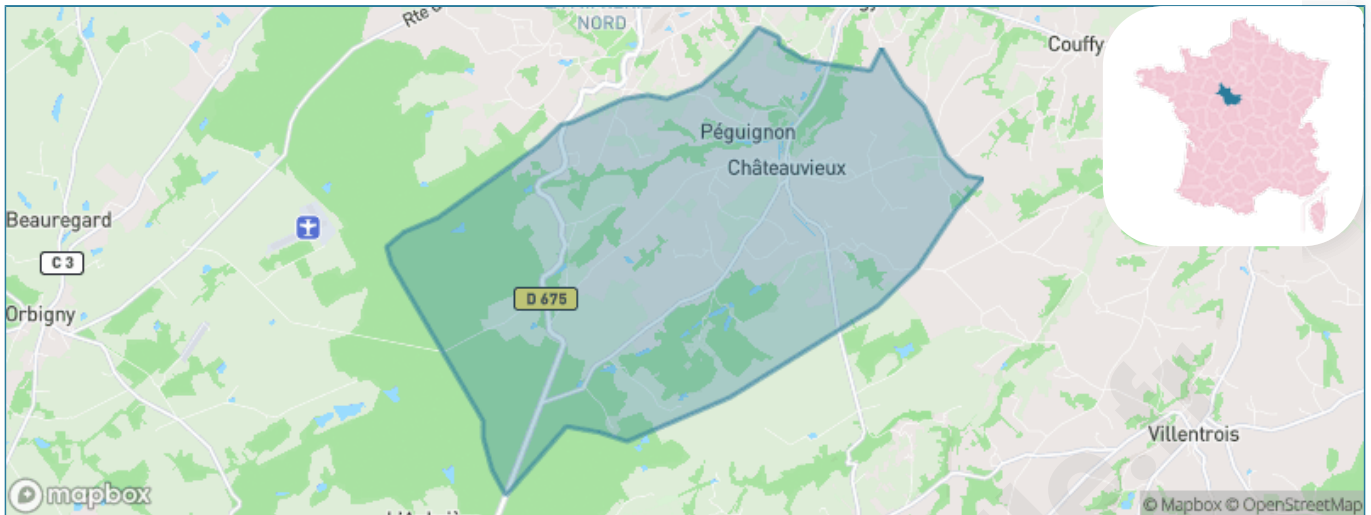 Rte
NORD
Couffy
Péguignon
Châteauvieux
Beauregard
C 3
D 675
Orbigny
Villentrois
mapbox
© Mapbox © OpenStreetMap